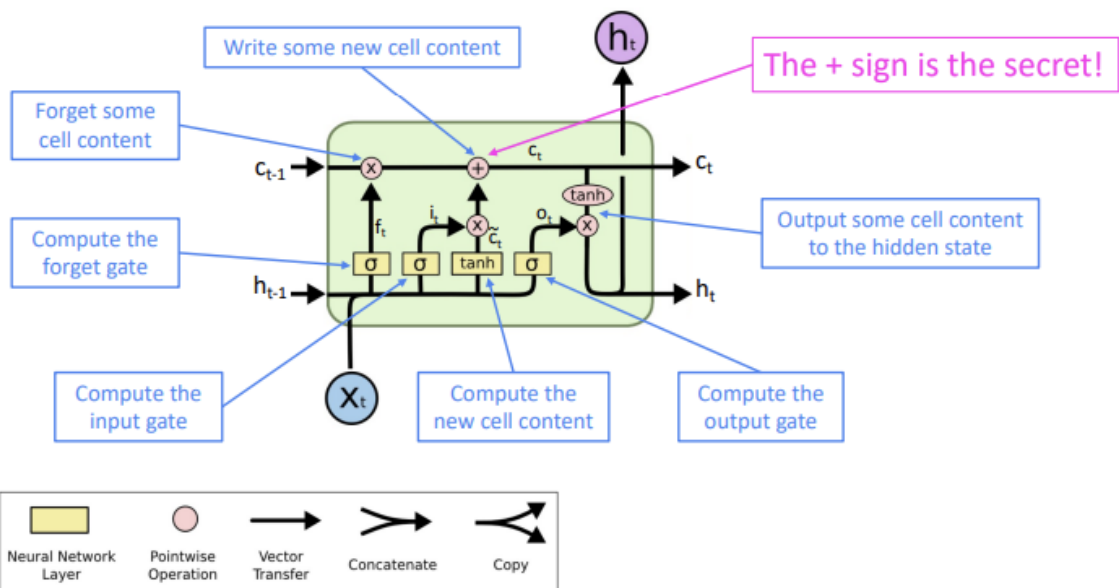 Write some new cell content
h_t
The + sign is the secret!
Forget some
cell content
c_t-1
x
+
c_t
c_t
tanh
f_t
i_t
x
c̃_t
o_t
x
Output some cell content
to the hidden state
Compute the
forget gate
σ
σ
tanh
σ
h_t-1
h_t
Compute the
input gate
X_t
Compute the
new cell content
Compute the
output gate
Neural Network
Layer
Pointwise
Operation
Vector
Transfer
Concatenate
Copy